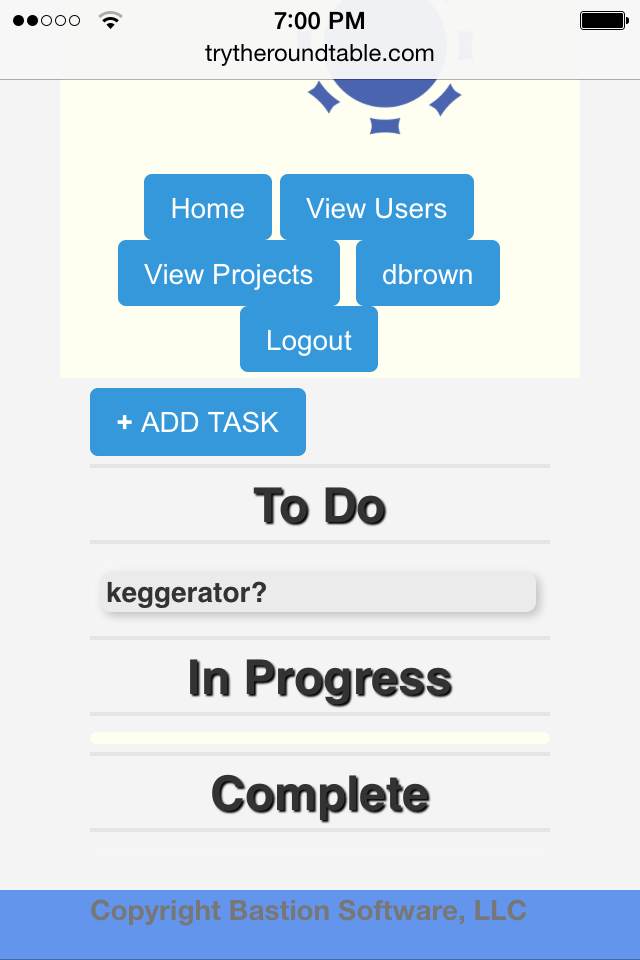 7:00 PM
trytheroundtable.com
Home View Users
View Projects dbrown
Logout
+ ADD TASK
To Do
keggerator?
In Progress
Complete
Copyright Bastion Software, LLC